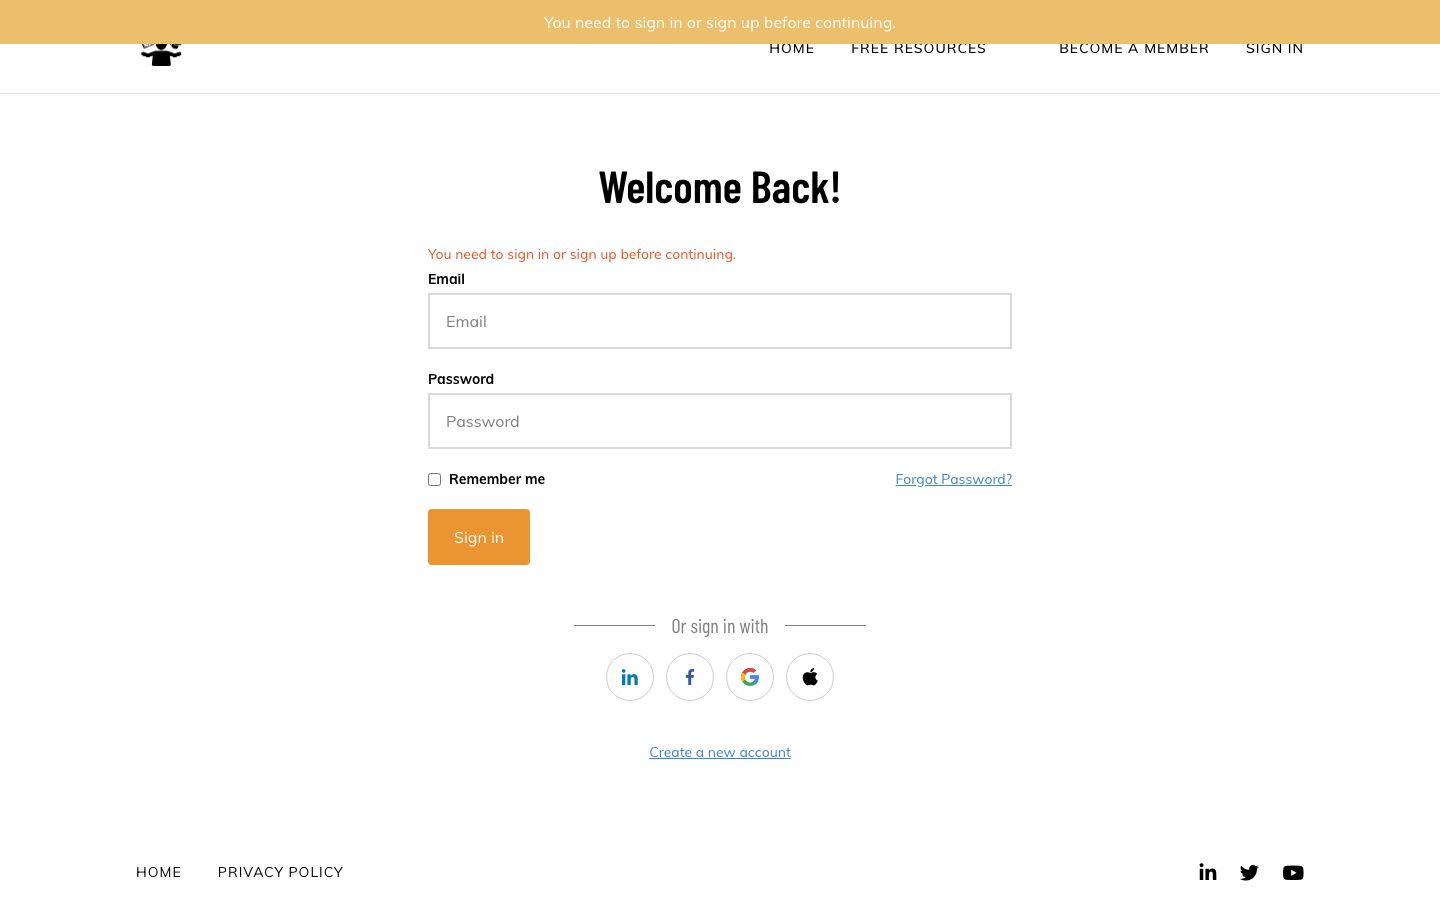 You need to sign in or sign up before continuing.
HOME FREE RESOURCES BECOME A MEMBER SIGN IN
Welcome Back!
You need to sign in or sign up before continuing.
Email
Email
Password
Password
Remember me Forgot Password?
Sign in
Or sign in with
Create a new account
HOME PRIVACY POLICY